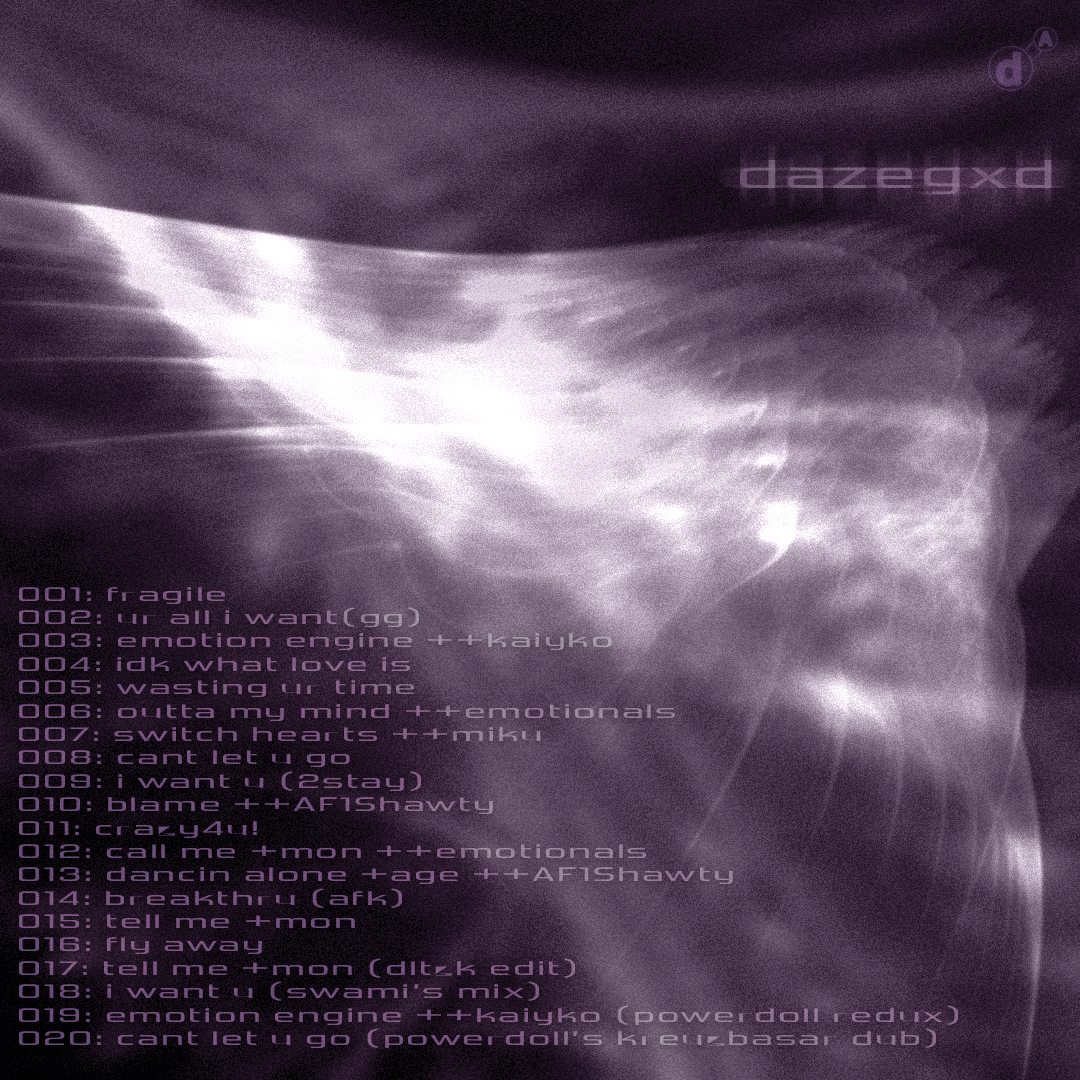 d A
dazegxd
001: fragile
002: ur all i want(gg)
003: emotion engine ++kaiyko
004: idk what love is
005: wasting ur time
006: outta my mind ++emotionals
007: switch hearts ++miku
008: cant let u go
009: i want u (2stay)
010: blame ++AF1Shawty
011: crazy4u!
012: call me +mon ++emotionals
013: dancin alone +age ++AF1Shawty
014: breakthru (afk)
015: tell me +mon
016: fly away
017: tell me +mon (dltzk edit)
018: i want u (swami's mix)
019: emotion engine ++kaiyko (powerdoll redux)
020: cant let u go (powerdoll's kreuzbasar dub)